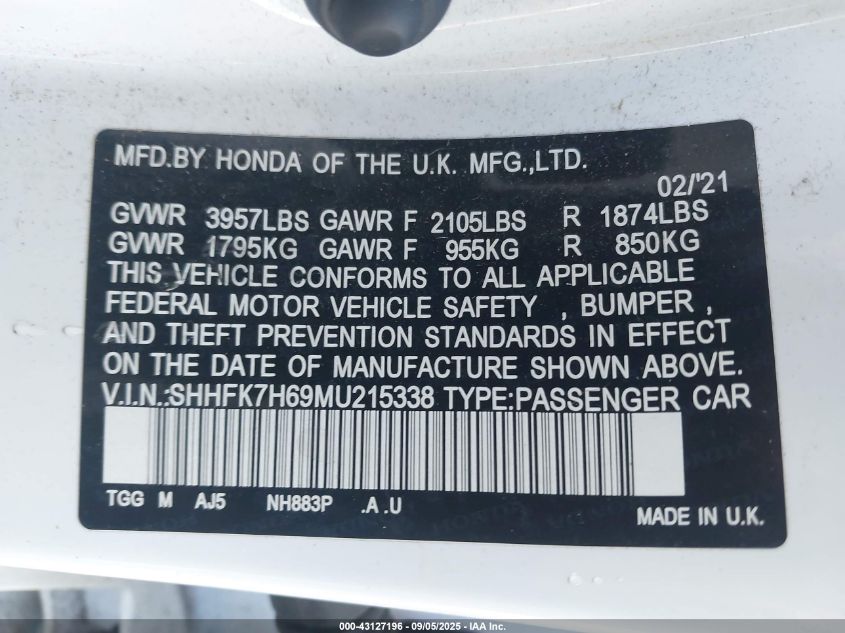 MFD.BY HONDA OF THE U.K. MFG.,LTD.
02/'21
GVWR 3957LBS GAWR F 2105LBS R 1874LBS
GVWR 1795KG GAWR F 955KG R 850KG
THIS VEHICLE CONFORMS TO ALL APPLICABLE
FEDERAL MOTOR VEHICLE SAFETY , BUMPER ,
AND THEFT PREVENTION STANDARDS IN EFFECT
ON THE DATE OF MANUFACTURE SHOWN ABOVE.
V.I.N.:SHHFK7H69MU215338 TYPE:PASSENGER CAR
TGG M AJ5 NH883P .A .U
MADE IN U.K.
000-43127196 - 09/05/2025 - © IAA Inc.